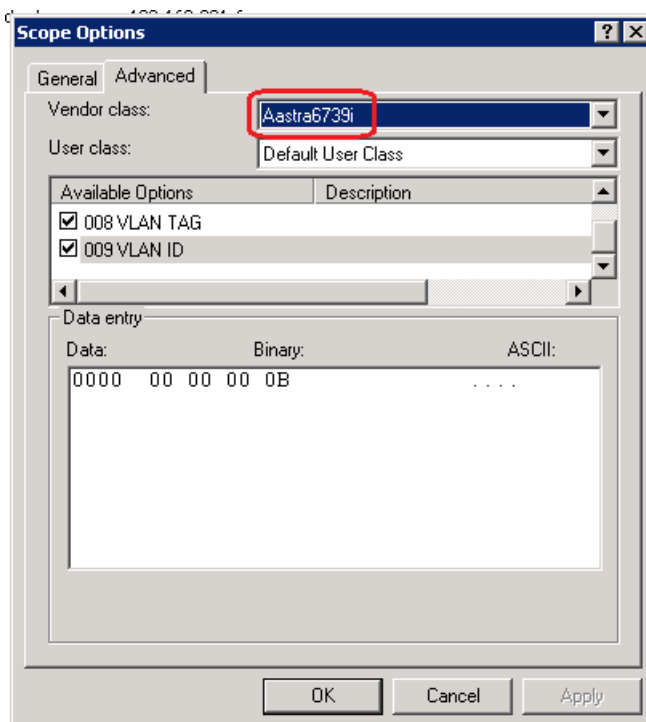 Scope Options
General Advanced
Vendor class: Aastra6739i
User class: Default User Class
Available Options Description
008 VLAN TAG
009 VLAN ID
Data entry
Data: Binary: ASCII:
0000 00 00 00 0B ....
OK Cancel Apply